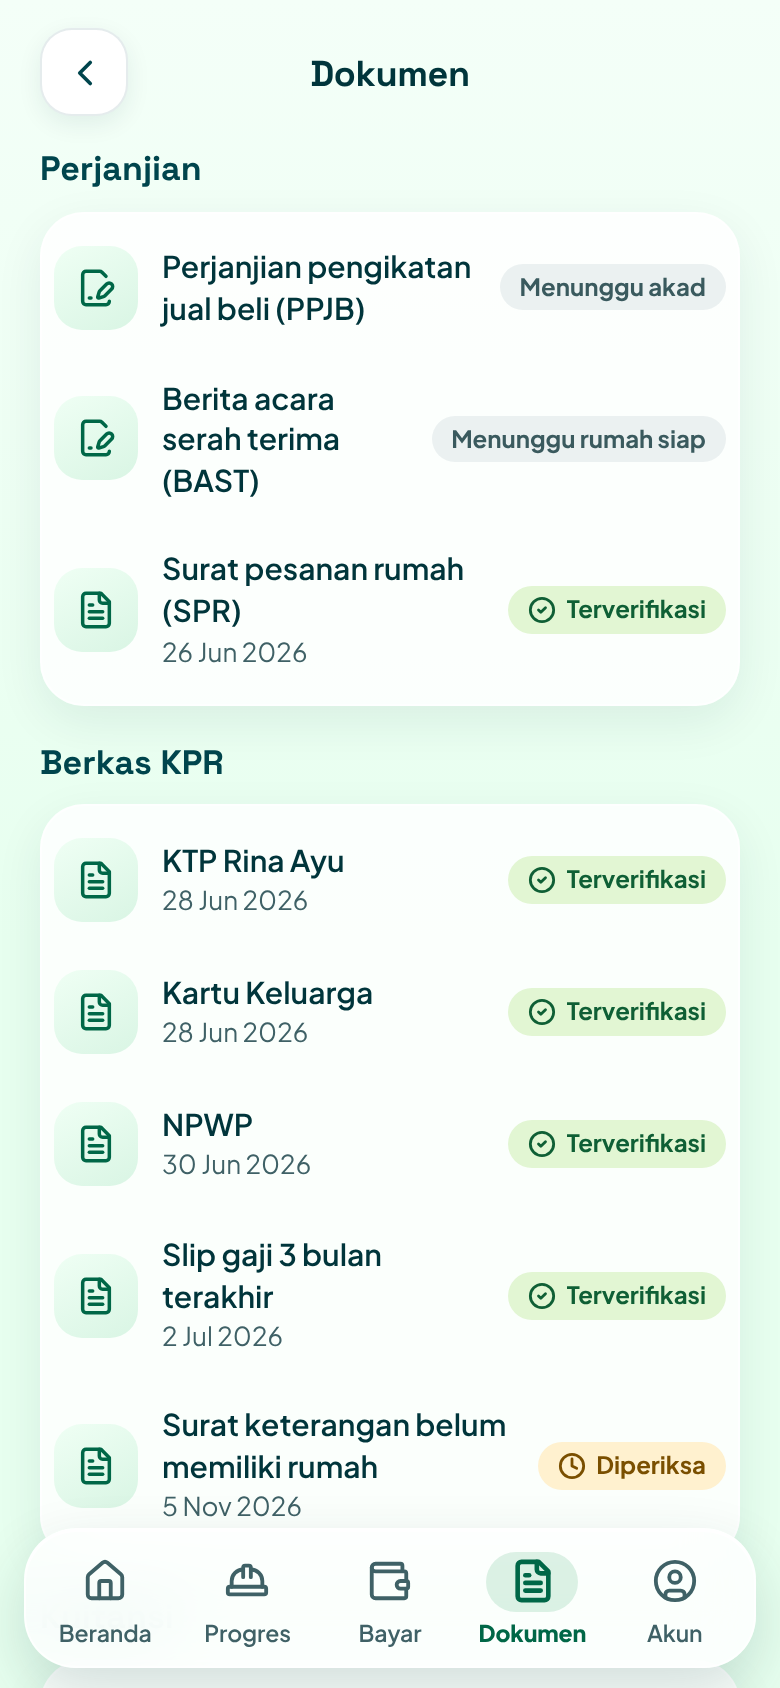 Dokumen
Perjanjian
Perjanjian pengikatan
jual beli (PPJB)
Menunggu akad
Berita acara
serah terima
(BAST)
Menunggu rumah siap
Surat pesanan rumah
(SPR)
26 Jun 2026
Terverifikasi
Berkas KPR
KTP Rina Ayu
28 Jun 2026
Terverifikasi
Kartu Keluarga
28 Jun 2026
Terverifikasi
NPWP
30 Jun 2026
Terverifikasi
Slip gaji 3 bulan
terakhir
2 Jul 2026
Terverifikasi
Surat keterangan belum
memiliki rumah
5 Nov 2026
Diperiksa
Beranda
Progres
Bayar
Dokumen
Akun